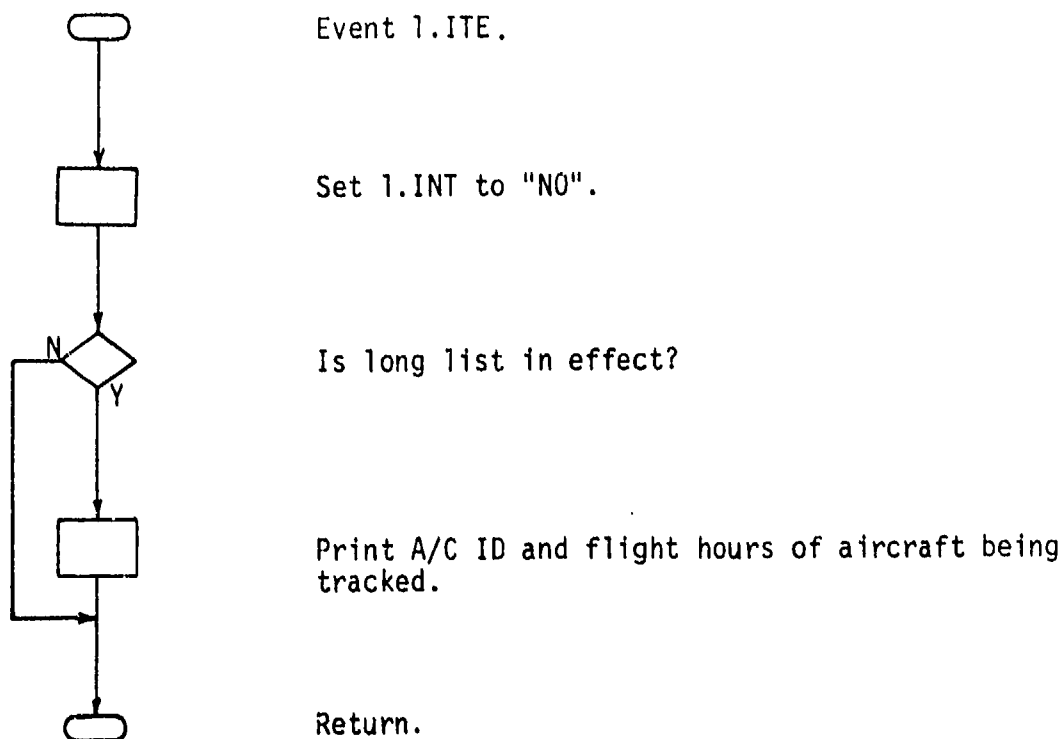 Event 1.ITE.
Set 1.INT to "NO".
N
Is long list in effect?
Y
Print A/C ID and flight hours of aircraft being
tracked.
Return.